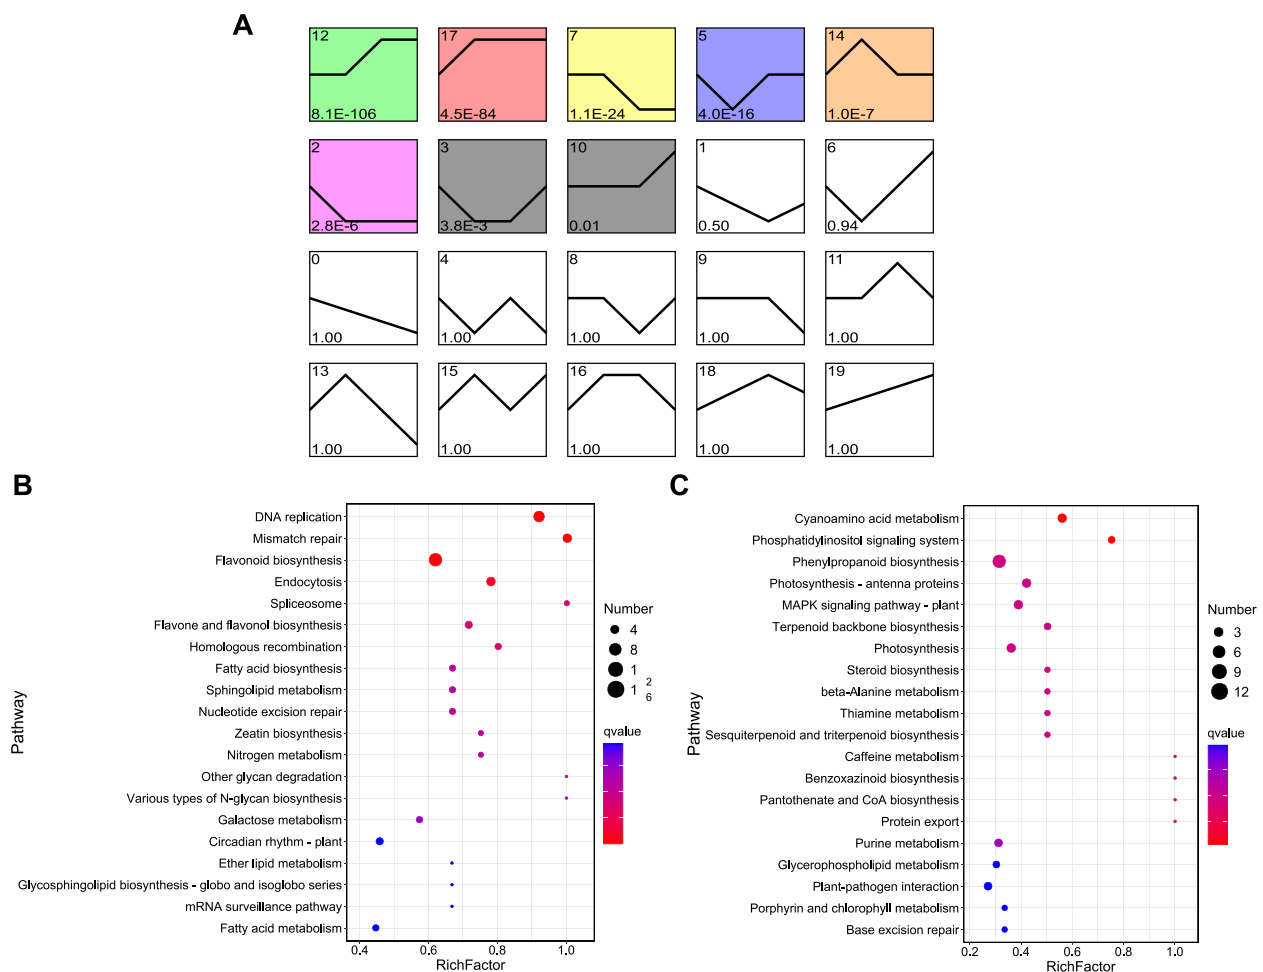 A
12
8.1E-106
17
4.5E-84
7
1.1E-24
5
4.0E-16
14
1.0E-7
2
2.8E-6
3
3.8E-3
10
0.01
1
0.50
6
0.94
0
1.00
4
1.00
8
1.00
9
1.00
11
1.00
13
1.00
15
1.00
16
1.00
18
1.00
19
1.00
B
Pathway
DNA replication
Mismatch repair
Flavonoid biosynthesis
Endocytosis
Spliceosome
Flavone and flavonol biosynthesis
Homologous recombination
Fatty acid biosynthesis
Sphingolipid metabolism
Nucleotide excision repair
Zeatin biosynthesis
Nitrogen metabolism
Other glycan degradation
Various types of N-glycan biosynthesis
Galactose metabolism
Circadian rhythm - plant
Ether lipid metabolism
Glycosphingolipid biosynthesis - globo and isoglobo series
mRNA surveillance pathway
Fatty acid metabolism
0.4 0.6 0.8 1.0
RichFactor
Number
4
8
1
2
1
6
qvalue
C
Pathway
Cyanoamino acid metabolism
Phosphatidylinositol signaling system
Phenylpropanoid biosynthesis
Photosynthesis - antenna proteins
MAPK signaling pathway - plant
Terpenoid backbone biosynthesis
Photosynthesis
Steroid biosynthesis
beta-Alanine metabolism
Thiamine metabolism
Sesquiterpenoid and triterpenoid biosynthesis
Caffeine metabolism
Benzoxazinoid biosynthesis
Pantothenate and CoA biosynthesis
Protein export
Purine metabolism
Glycerophospholipid metabolism
Plant-pathogen interaction
Porphyrin and chlorophyll metabolism
Base excision repair
0.2 0.4 0.6 0.8 1.0
RichFactor
Number
3
6
9
12
qvalue